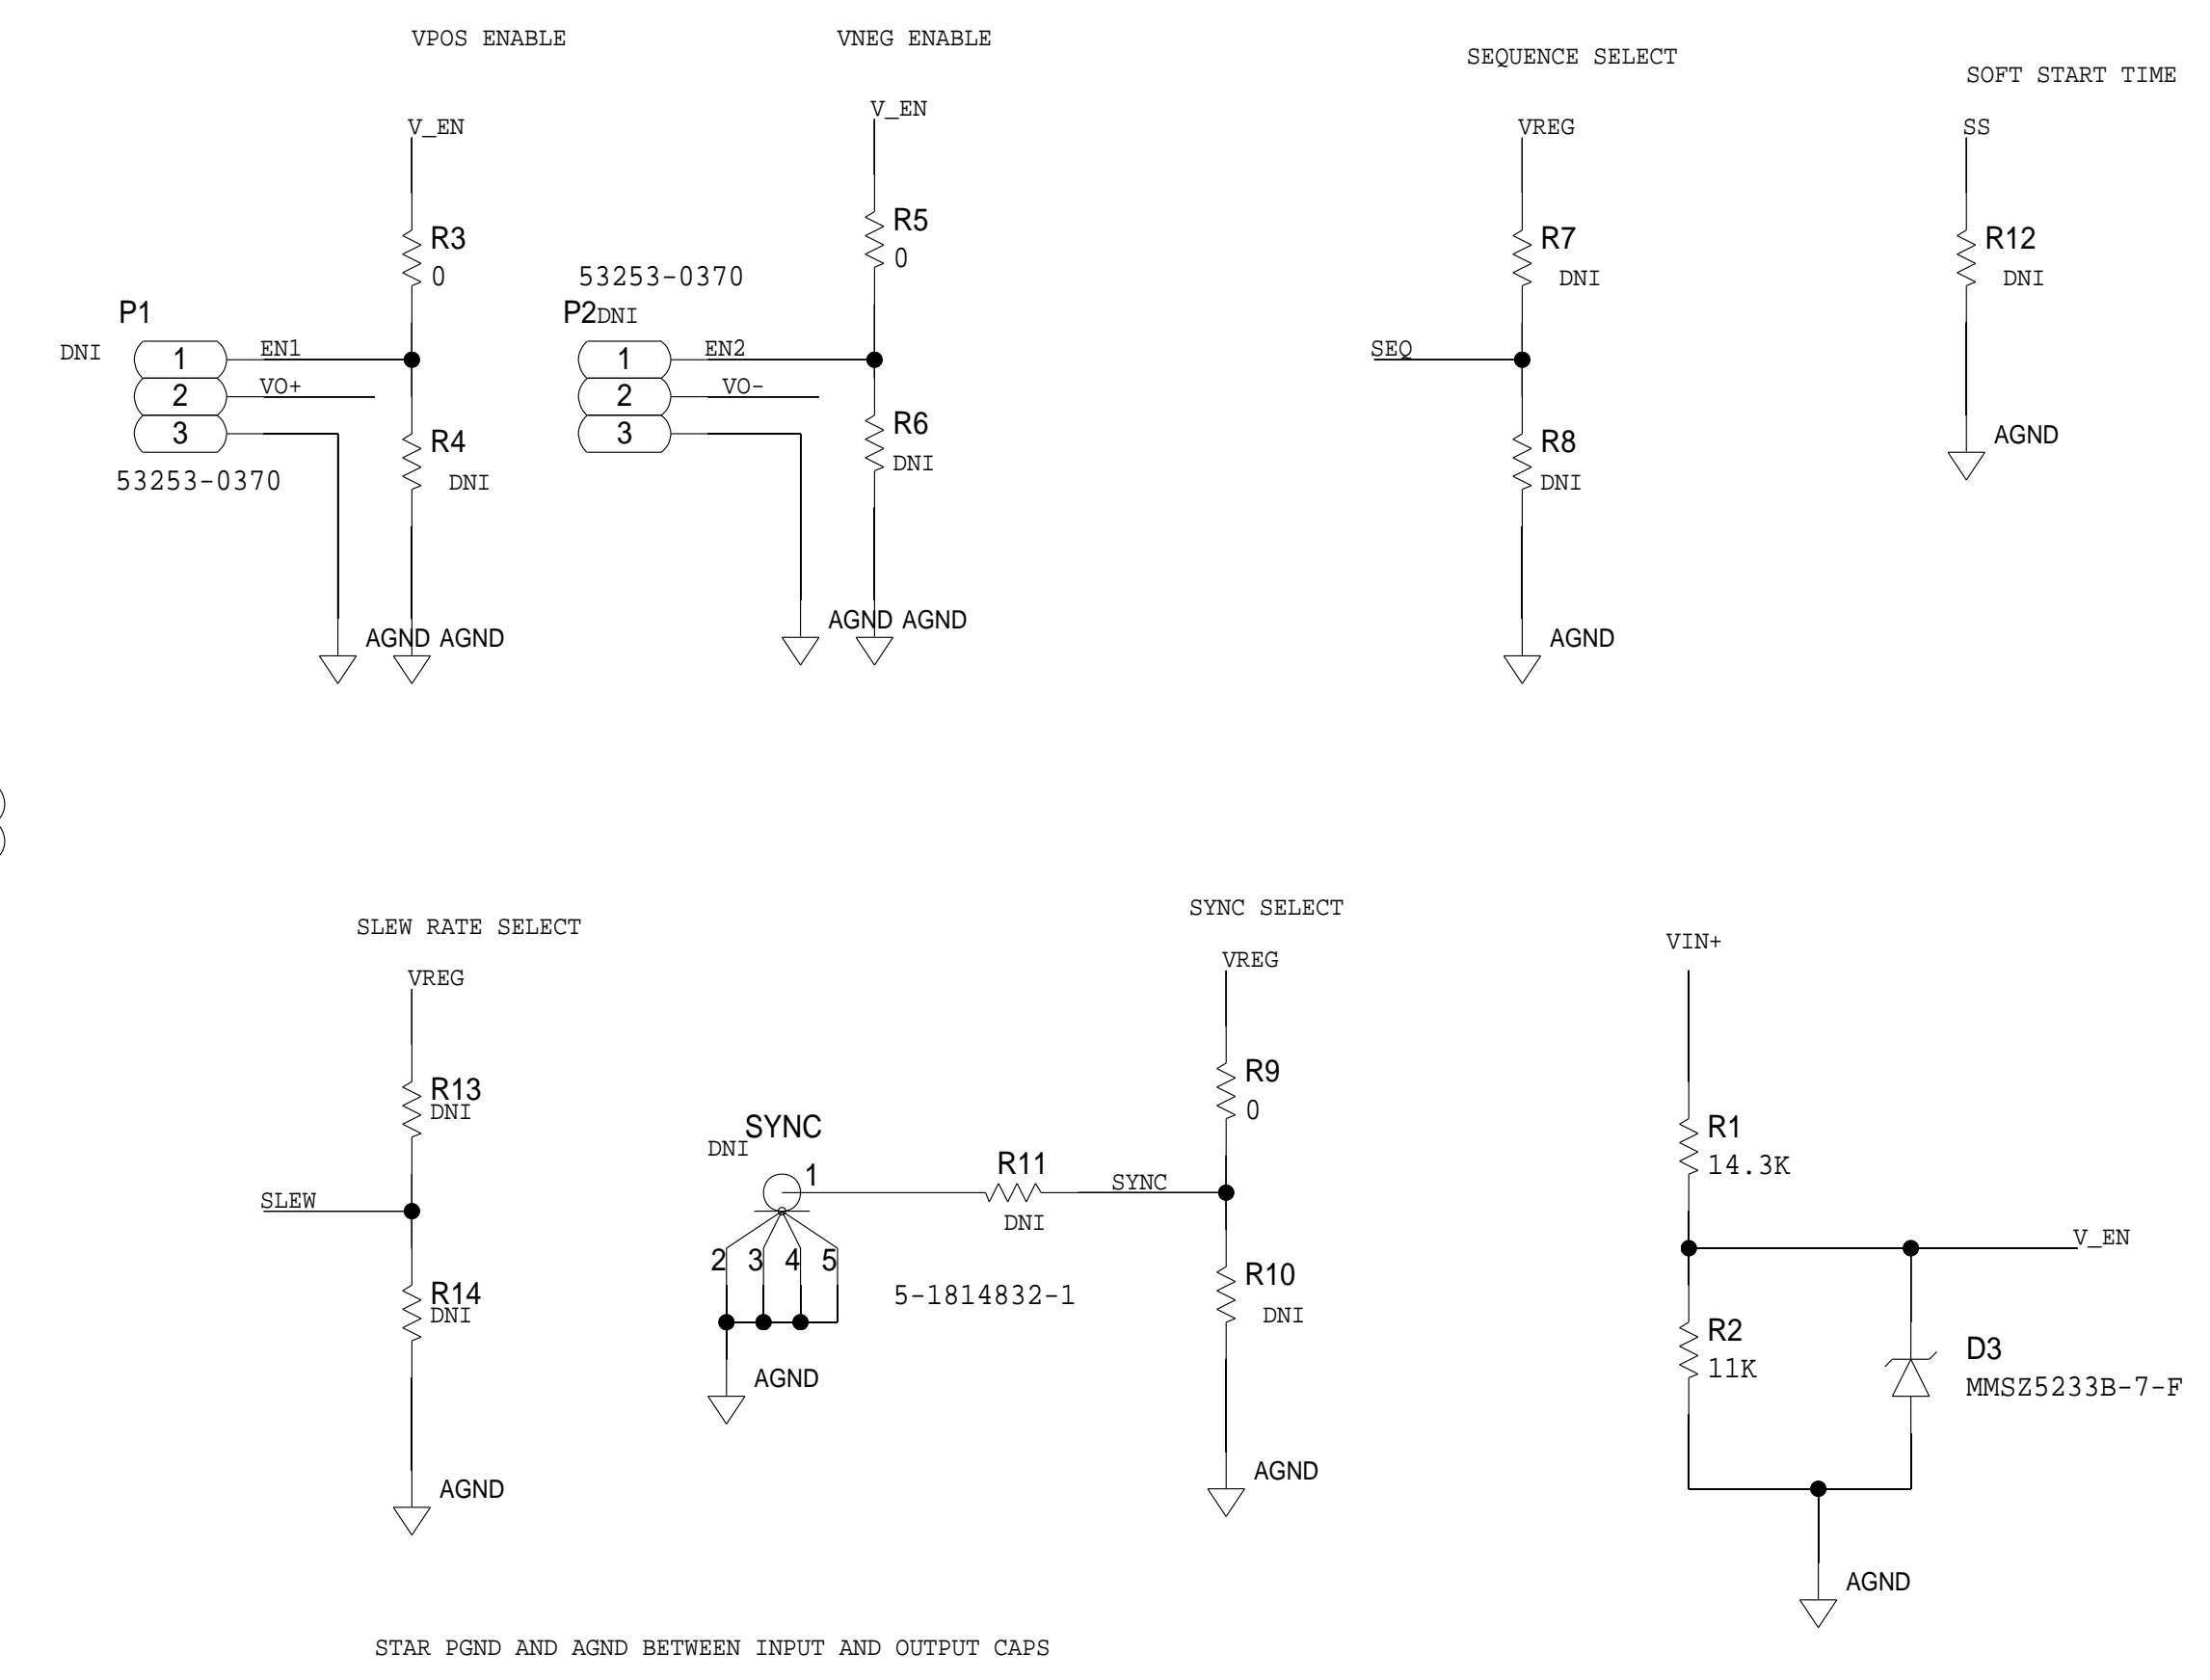 VPOS ENABLE
V_EN
R3
0
P1
DNI
1
EN1
2
VO+
3
53253-0370
R4
DNI
AGND AGND
VNEG ENABLE
V_EN
R5
0
53253-0370
P2
DNI
1
EN2
2
VO-
3
R6
DNI
AGND AGND
SEQUENCE SELECT
VREG
R7
DNI
SEQ
R8
DNI
AGND
SOFT START TIME
SS
R12
DNI
AGND
SLEW RATE SELECT
VREG
R13
DNI
SLEW
R14
DNI
AGND
SYNC SELECT
VREG
R9
0
SYNC
DNI
1
R11
DNI
SYNC
2
3
4
5
5-1814832-1
AGND
R10
DNI
AGND
VIN+
R1
14.3K
V_EN
R2
11K
D3
MMSZ5233B-7-F
AGND
STAR PGND AND AGND BETWEEN INPUT AND OUTPUT CAPS